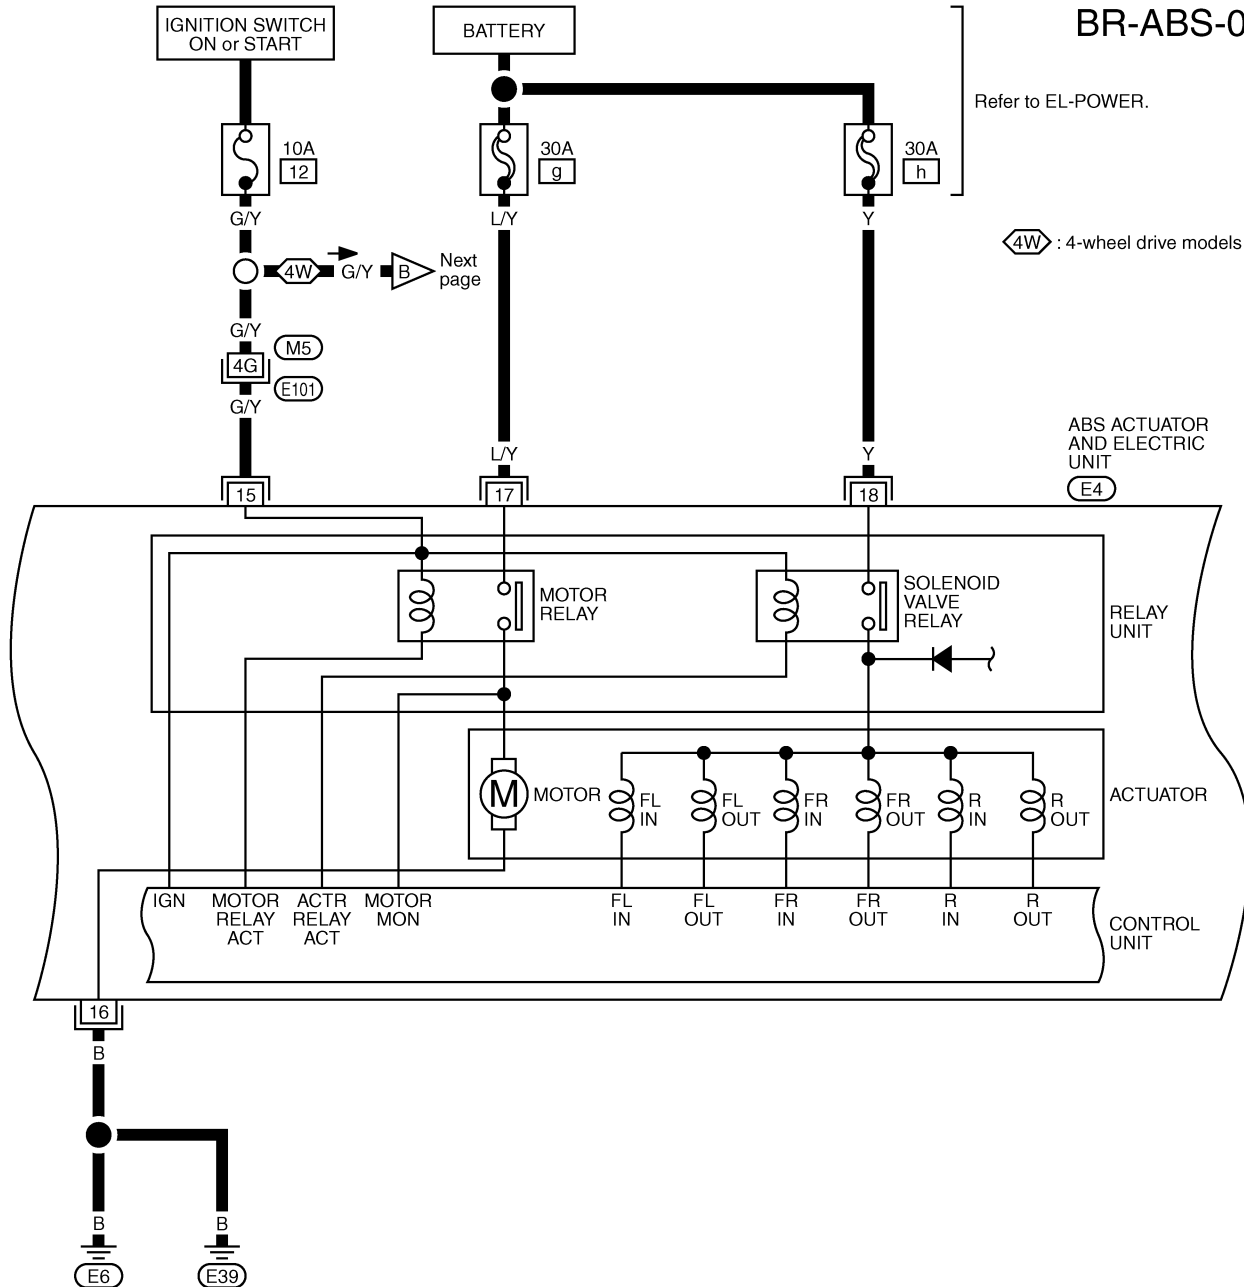 BR-ABS-0
IGNITION SWITCH
ON or START
BATTERY
Refer to EL-POWER.
10A
12
30A
g
30A
h
G/Y
L/Y
Y
4W : 4-wheel drive models
4W
G/Y
B
Next
page
G/Y
M5
4G
E101
G/Y
L/Y
Y
ABS ACTUATOR
AND ELECTRIC
UNIT
E4
15
17
18
MOTOR
RELAY
SOLENOID
VALVE
RELAY
RELAY
UNIT
M
MOTOR
FL
IN
FL
OUT
FR
IN
FR
OUT
R
IN
R
OUT
ACTUATOR
IGN
MOTOR
RELAY
ACT
ACTR
RELAY
ACT
MOTOR
MON
FL
IN
FL
OUT
FR
IN
FR
OUT
R
IN
R
OUT
CONTROL
UNIT
16
B
B
B
E6
E39